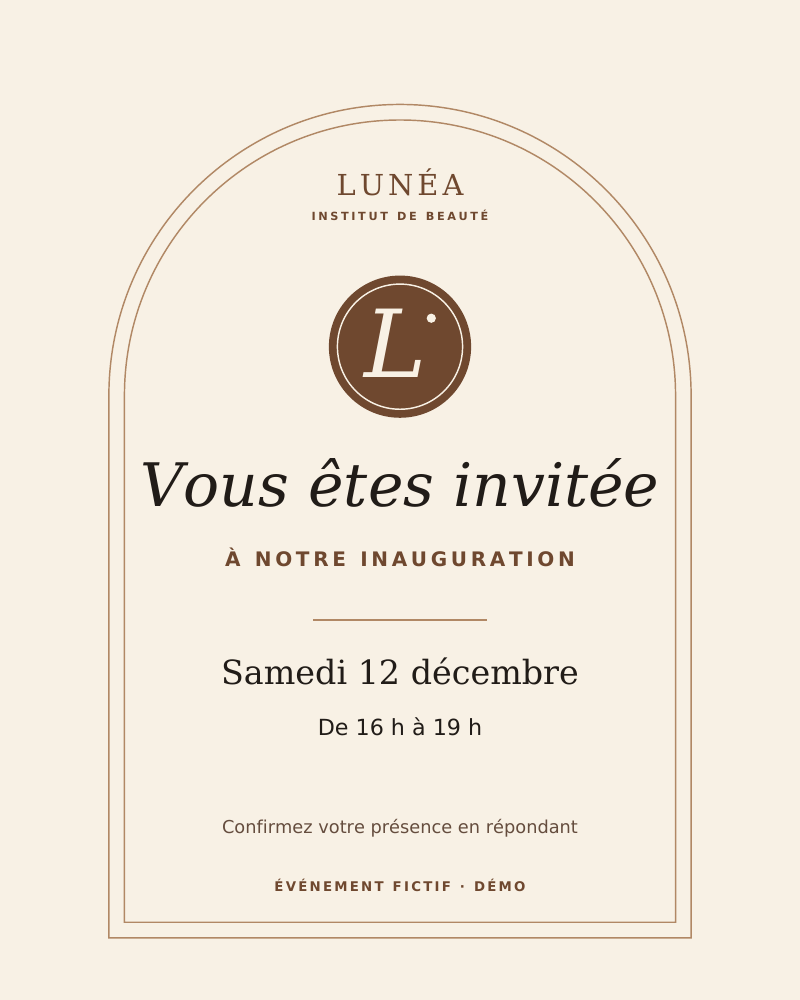 LUNÉA
INSTITUT DE BEAUTÉ
L
Vous êtes invitée
À NOTRE INAUGURATION
Samedi 12 décembre
De 16 h à 19 h
Confirmez votre présence en répondant
ÉVÉNEMENT FICTIF · DÉMO